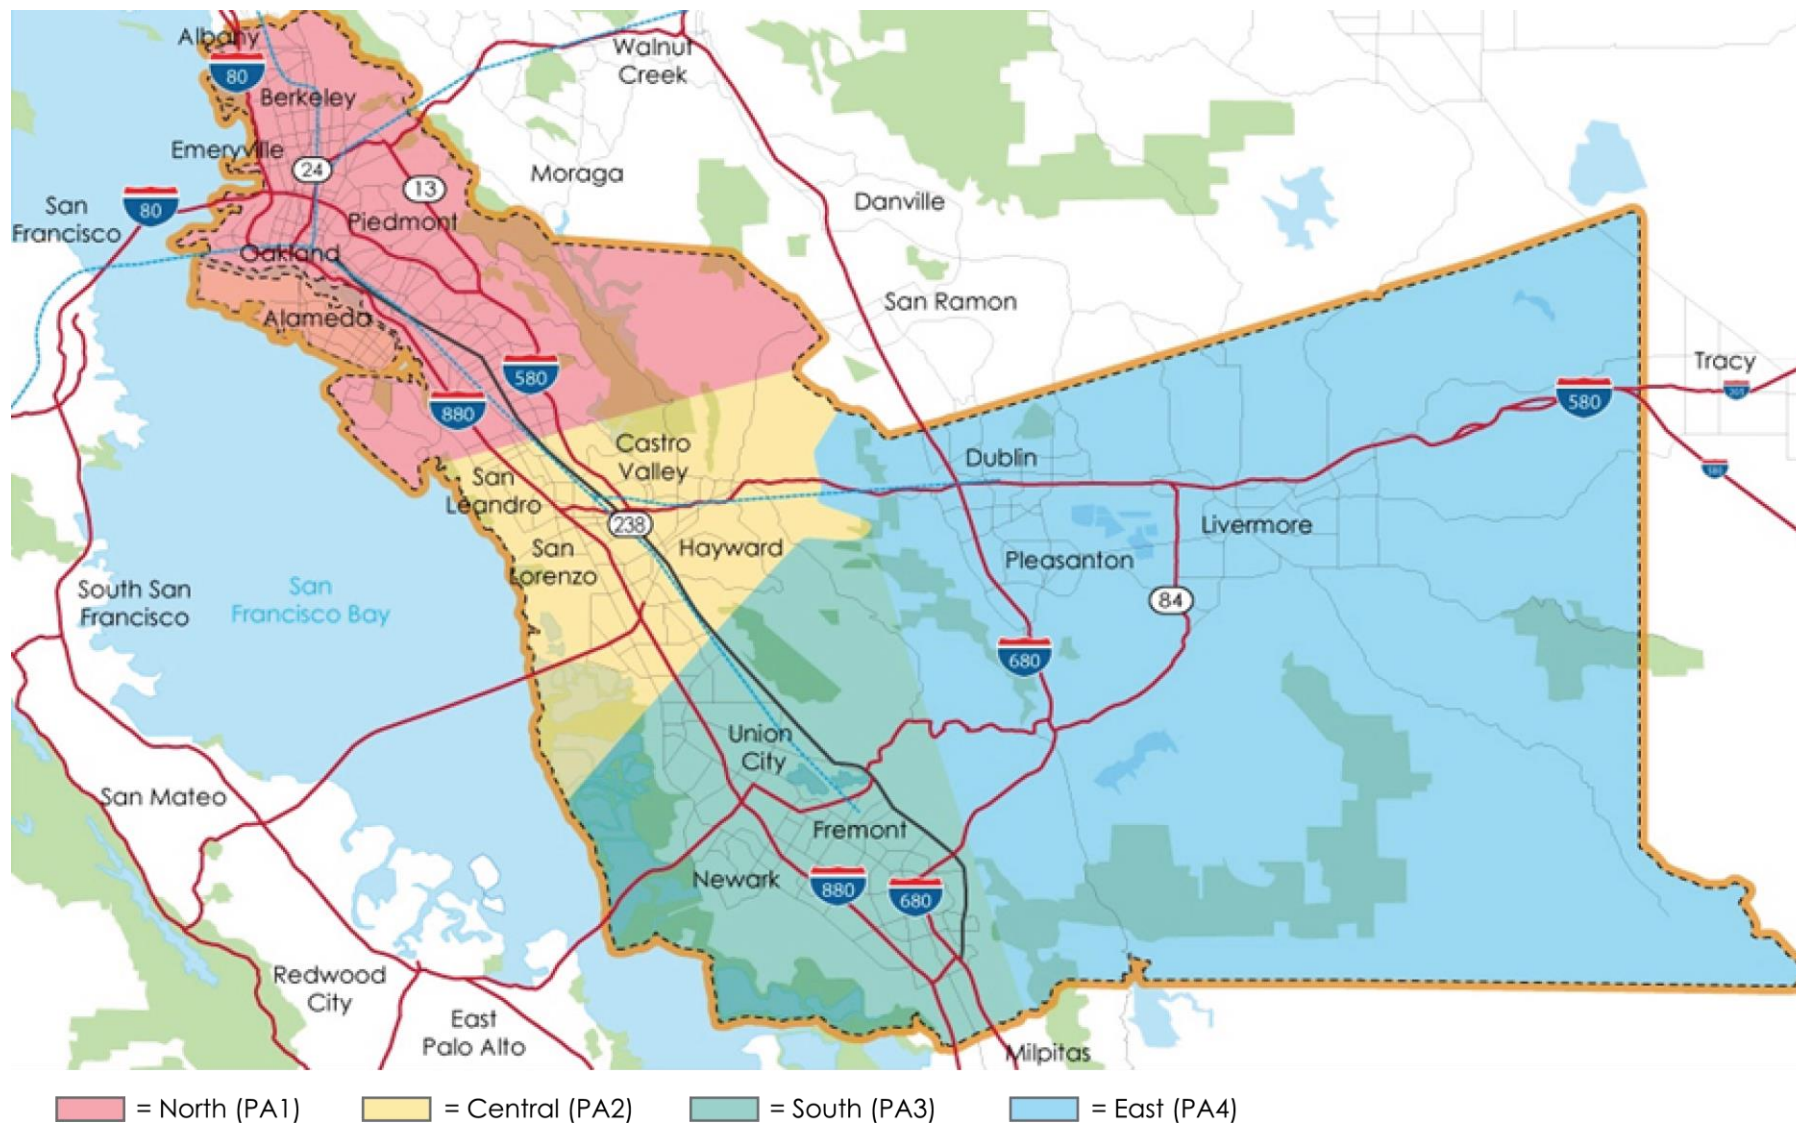 Albany
80
Berkeley
Emeryville
24
13
80
San
Francisco
Piedmont
Oakland
Alameda
Walnut
Creek
Moraga
Danville
San Ramon
580
880
Castro
Valley
San
Leandro
238
San
Lorenzo
Hayward
Dublin
Pleasanton
Livermore
84
680
580
Tracy
South San
Francisco
San
Francisco Bay
San Mateo
Union
City
Fremont
Newark
880
680
Redwood
City
East
Palo Alto
Milpitas
= North (PA1)
= Central (PA2)
= South (PA3)
= East (PA4)